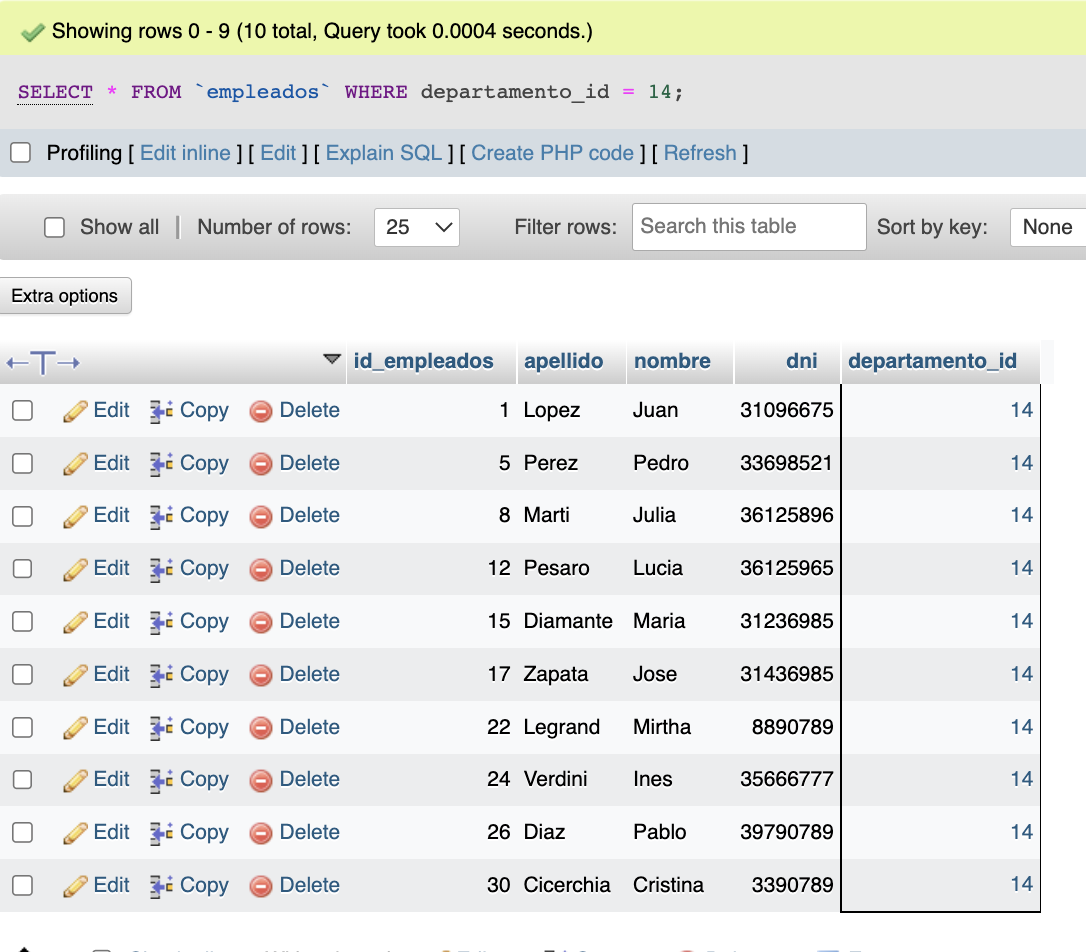 Showing rows 0 - 9 (10 total, Query took 0.0004 seconds.)
SELECT * FROM `empleados` WHERE departamento_id = 14;
Profiling [ Edit inline ] [ Edit ] [ Explain SQL ] [ Create PHP code ] [ Refresh ]
Show all | Number of rows: 25 Filter rows: Search this table Sort by key: None
Extra options
←T→ id_empleados apellido nombre dni departamento_id
Edit Copy Delete 1 Lopez Juan 31096675 14
Edit Copy Delete 5 Perez Pedro 33698521 14
Edit Copy Delete 8 Marti Julia 36125896 14
Edit Copy Delete 12 Pesaro Lucia 36125965 14
Edit Copy Delete 15 Diamante Maria 31236985 14
Edit Copy Delete 17 Zapata Jose 31436985 14
Edit Copy Delete 22 Legrand Mirtha 8890789 14
Edit Copy Delete 24 Verdini Ines 35666777 14
Edit Copy Delete 26 Diaz Pablo 39790789 14
Edit Copy Delete 30 Cicerchia Cristina 3390789 14